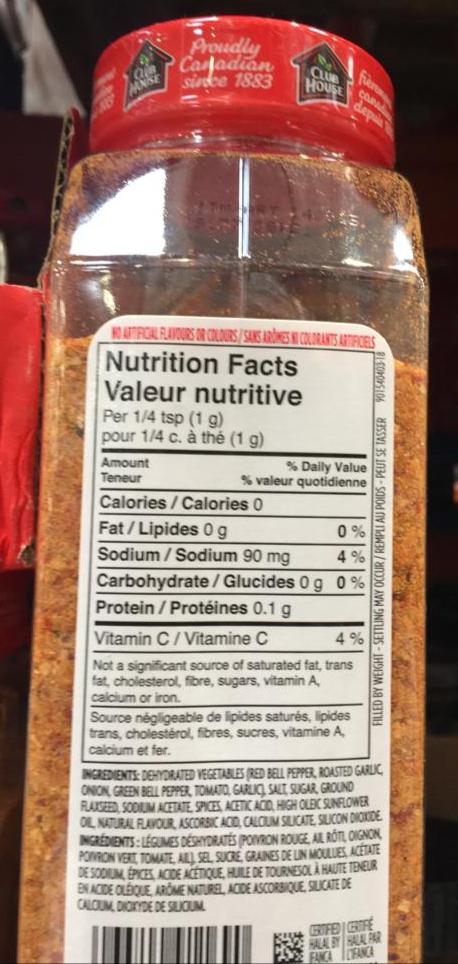 Proudly
Canadian
since 1883
CLUB
HOUSE
CLUB
HOUSE
NO ARTIFICIAL FLAVOURS OR COLOURS / SANS ARÔMES NI COLORANTS ARTIFICIELS
Nutrition Facts
Valeur nutritive
Per 1/4 tsp (1 g)
pour 1/4 c. à thé (1 g)
Amount % Daily Value
Teneur % valeur quotidienne
Calories / Calories 0
Fat / Lipides 0 g 0 %
Sodium / Sodium 90 mg 4 %
Carbohydrate / Glucides 0 g 0 %
Protein / Protéines 0.1 g
Vitamin C / Vitamine C 4 %
Not a significant source of saturated fat, trans
fat, cholesterol, fibre, sugars, vitamin A,
calcium or iron.
Source négligeable de lipides saturés, lipides
trans, cholestérol, fibres, sucres, vitamine A,
calcium et fer.
FILLED BY WEIGHT - SETTLING MAY OCCUR / REMPLI AU POIDS - PEUT SE TASSER 901540403-18
INGREDIENTS: DEHYDRATED VEGETABLES (RED BELL PEPPER, ROASTED GARLIC,
ONION, GREEN BELL PEPPER, TOMATO, GARLIC), SALT, SUGAR, GROUND
FLAXSEED, SODIUM ACETATE, SPICES, ACETIC ACID, HIGH OLEIC SUNFLOWER
OIL, NATURAL FLAVOUR, ASCORBIC ACID, CALCIUM SILICATE, SILICON DIOXIDE.
INGRÉDIENTS : LÉGUMES DÉSHYDRATÉS (POIVRON ROUGE, AIL RÔTI, OIGNON,
POIVRON VERT, TOMATE, AIL), SEL, SUCRE, GRAINES DE LIN MOULUES, ACÉTATE
DE SODIUM, ÉPICES, ACIDE ACÉTIQUE, HUILE DE TOURNESOL À HAUTE TENEUR
EN ACIDE OLÉIQUE, ARÔME NATUREL, ACIDE ASCORBIQUE, SILICATE DE
CALCIUM, DIOXYDE DE SILICIUM.
CERTIFIED CERTIFIÉ
HALAL BY HALAL PAR
IFANCA L'IFANCA